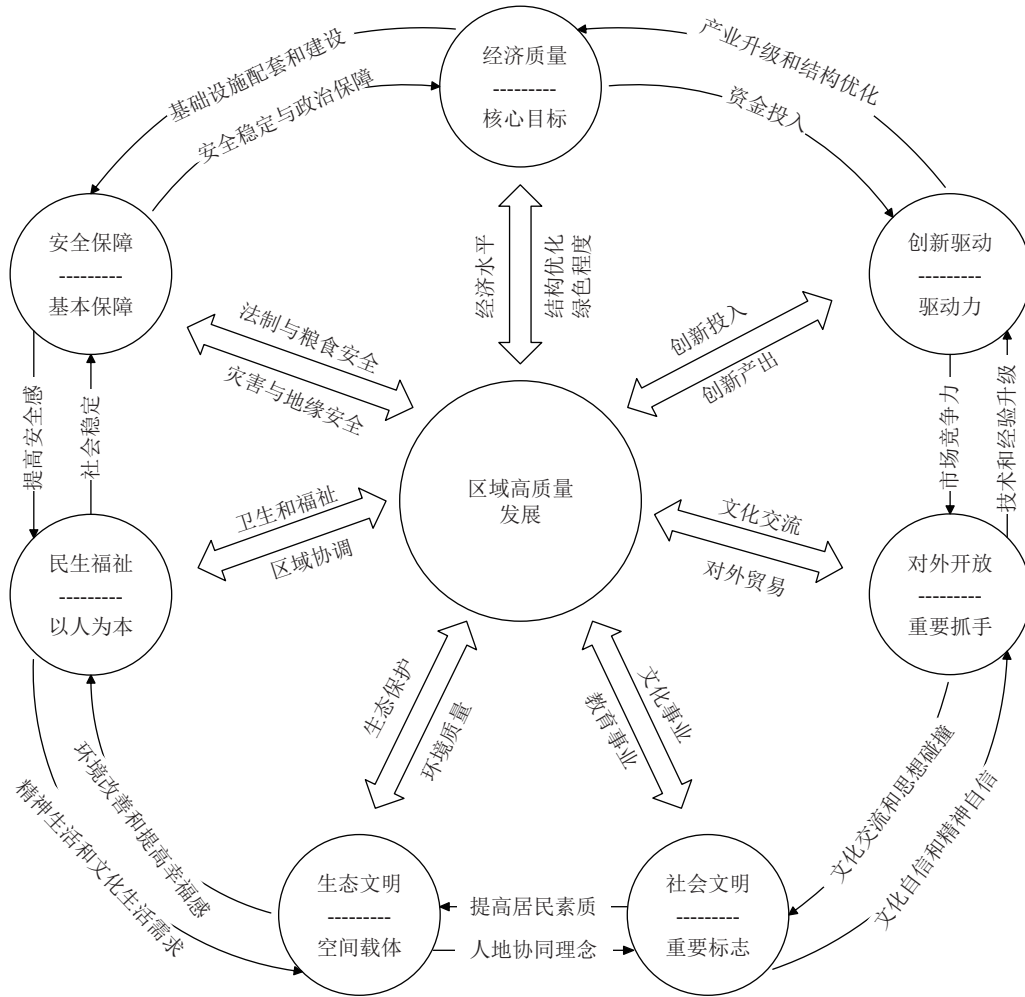 经济质量
---------
核心目标
基础设施配套和建设
安全稳定与政治保障
产业升级和结构优化
资金投入
安全保障
---------
基本保障
创新驱动
---------
驱动力
经济水平
结构优化
绿色程度
法制与粮食安全
灾害与地缘安全
创新投入
创新产出
提高安全感
社会稳定
市场竞争力
技术和经验升级
区域高质量
发展
卫生和福祉
区域协调
文化交流
对外贸易
民生福祉
---------
以人为本
对外开放
---------
重要抓手
生态保护
环境质量
文化事业
教育事业
环境改善和提高幸福感
精神生活和文化生活需求
文化交流和思想碰撞
文化自信和精神自信
生态文明
---------
空间载体
提高居民素质
人地协同理念
社会文明
---------
重要标志